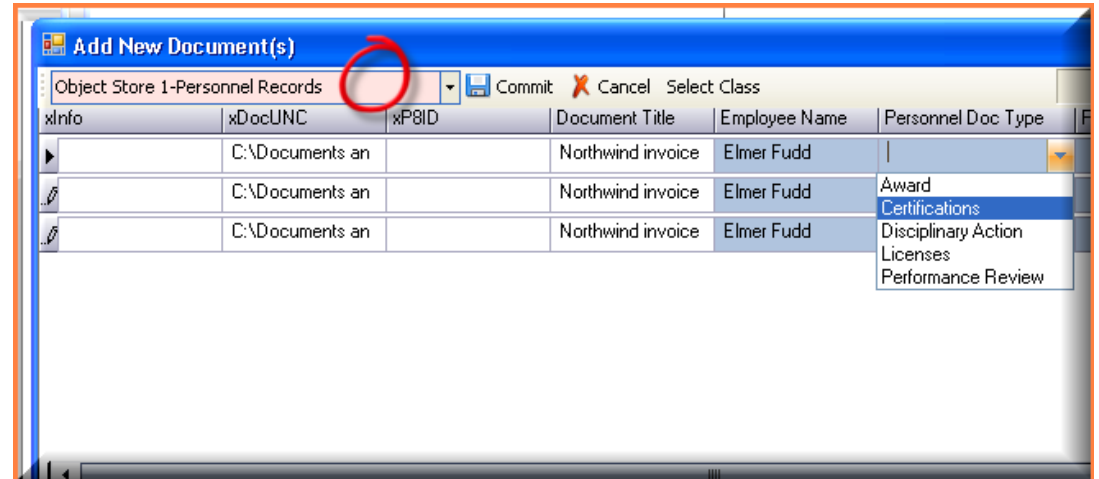 Add New Document(s)
Object Store 1-Personnel Records Commit Cancel Select Class
xInfo xDocUNC xP8ID Document Title Employee Name Personnel Doc Type
C:\Documents an Northwind invoice Elmer Fudd
C:\Documents an Northwind invoice Elmer Fudd
C:\Documents an Northwind invoice Elmer Fudd
Award
Certifications
Disciplinary Action
Licenses
Performance Review